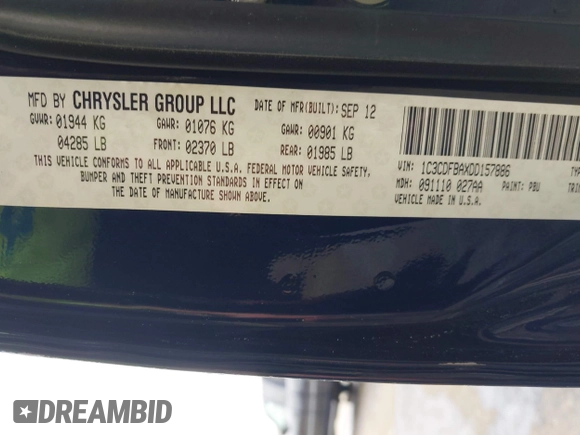 MFD BY CHRYSLER GROUP LLC DATE OF MFR(BUILT): SEP 12
GVWR: 01944 KG GAWR: 01076 KG GAWR: 00901 KG
04285 LB FRONT: 02370 LB REAR: 01985 LB
THIS VEHICLE CONFORMS TO ALL APPLICABLE U.S.A. FEDERAL MOTOR VEHICLE SAFETY,
BUMPER AND THEFT PREVENTION STANDARDS IN EFFECT ON
THE DATE OF MANUFACTURE SHOWN ABOVE.
VIN: 1C3CDFBAXDD157886 TYP
MDH: 091110 027AA PAINT: PBU TRI
MADE IN U.S.A.
DREAMBID